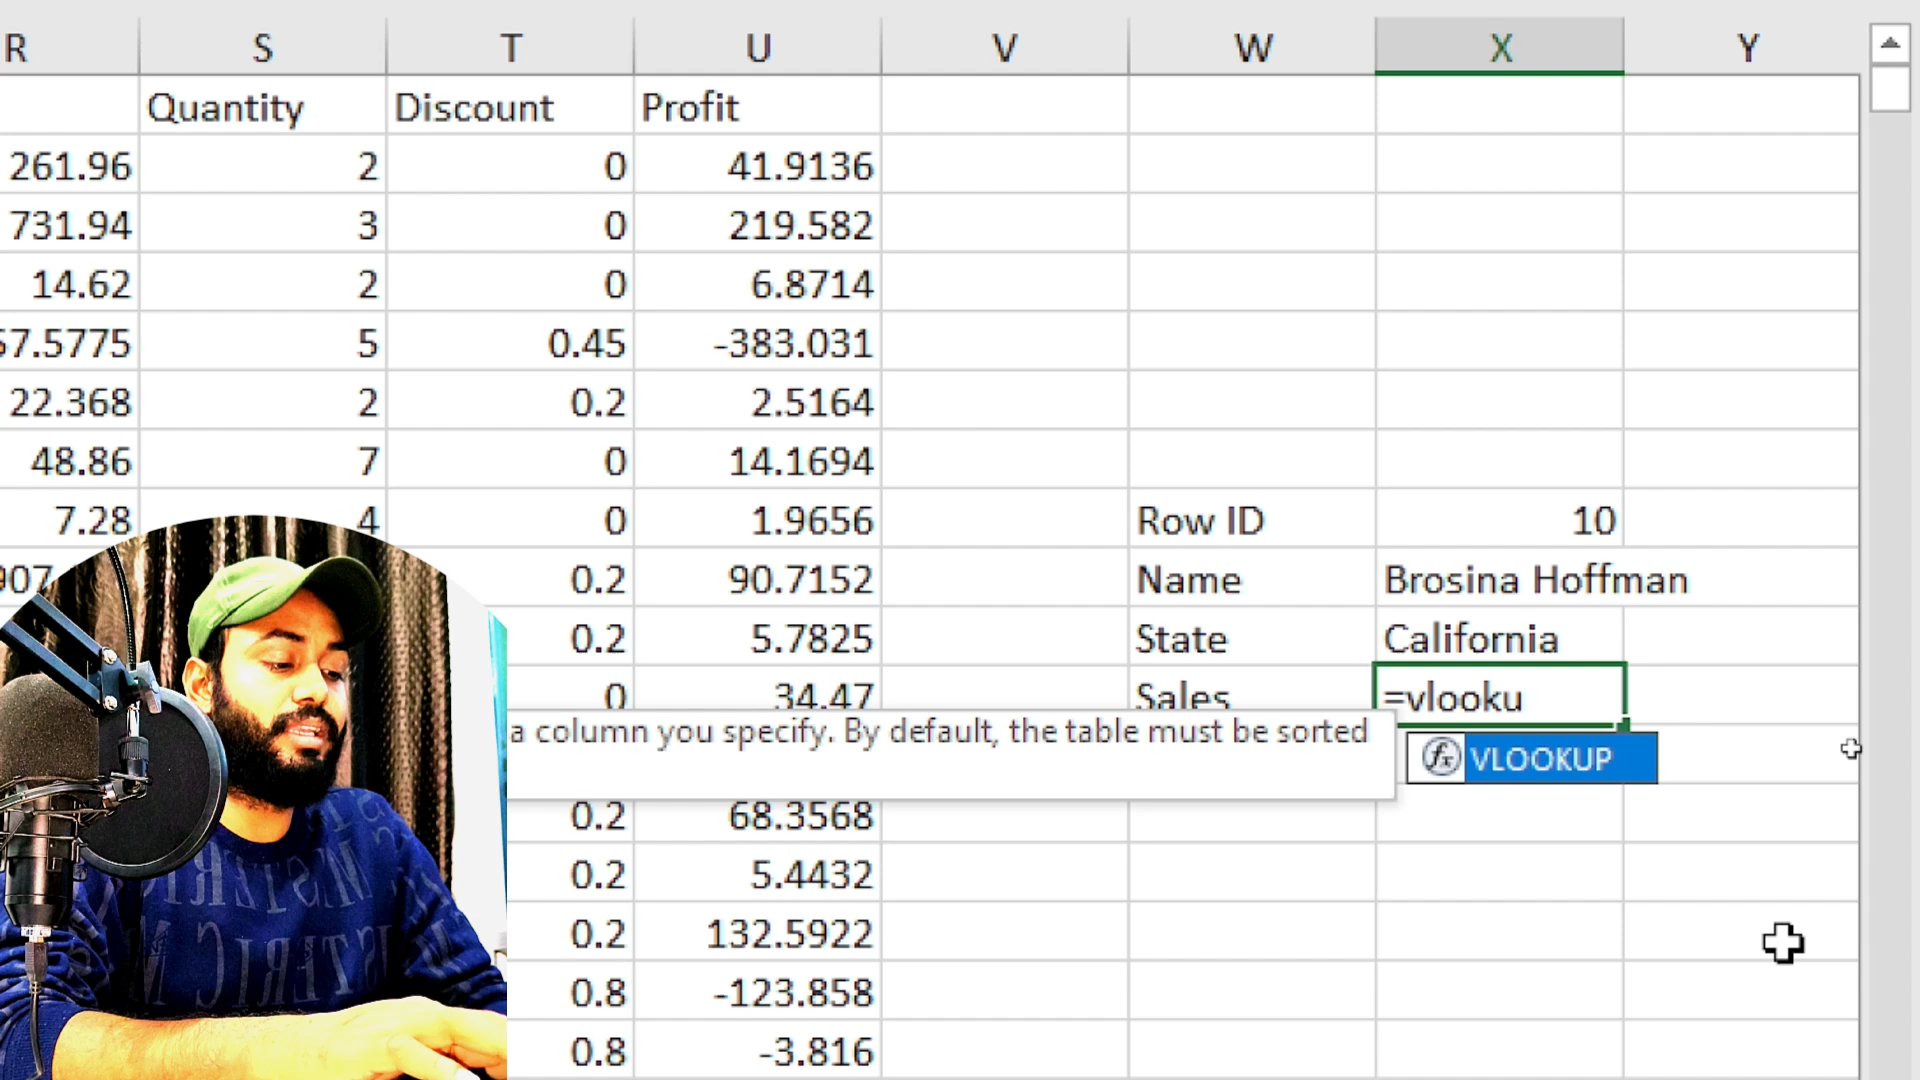 R S T U V W X Y
Quantity Discount Profit
261.96 2 0 41.9136
731.94 3 0 219.582
14.62 2 0 6.8714
57.5775 5 0.45 -383.031
22.368 2 0.2 2.5164
48.86 7 0 14.1694
7.28 4 0 1.9656 Row ID 10
907. 0.2 90.7152 Name Brosina Hoffman
0.2 5.7825 State California
0 34.47 Sales =vlooku
a column you specify. By default, the table must be sorted fx VLOOKUP
0.2 68.3568
0.2 5.4432
0.2 132.5922
0.8 -123.858
0.8 -3.816